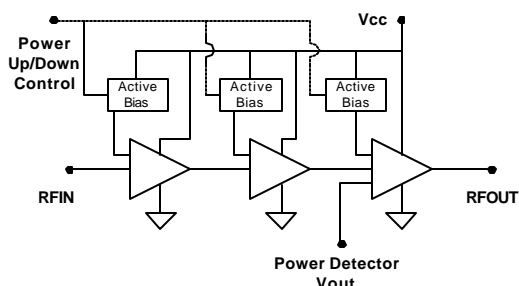 Vcc
Power
Up/Down
Control
Active
Bias
Active
Bias
Active
Bias
RFIN
RFOUT
Power Detector
Vout